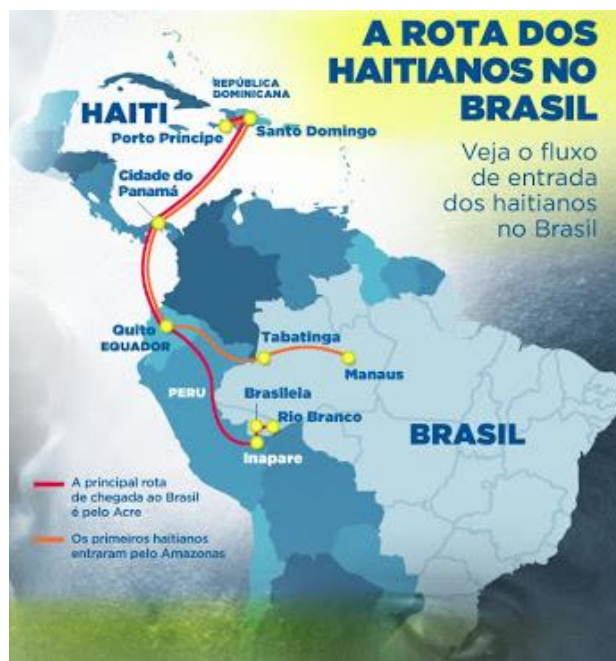 A ROTA DOS
HAITIANOS NO
BRASIL
Veja o fluxo
de entrada
dos haitianos
no Brasil
REPÚBLICA
DOMINICANA
HAITI
Porto Príncipe
Santo Domingo
Cidade do
Panamá
Quito
EQUADOR
Tabatinga
Manaus
PERU
Brasileia
Rio Branco
Inapare
BRASIL
A principal rota
de chegada ao Brasil
é pelo Acre
Os primeiros haitianos
entraram pelo Amazonas